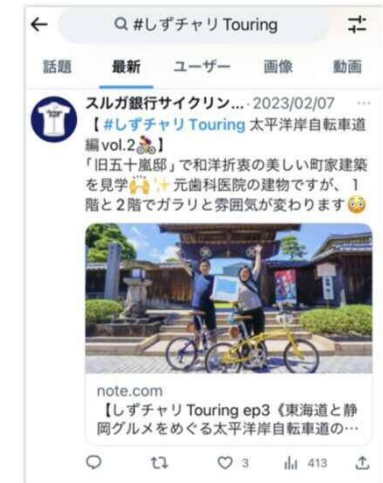 #しずチャリ Touring
話題 最新 ユーザー 画像 動画
スルガ銀行サイクリン... · 2023/02/07 ...
【 #しずチャリ Touring 太平洋岸自転車道
編 vol.2🚴】
「旧五十嵐邸」で和洋折衷の美しい町家建築
を見学🙌✨元歯科医院の建物ですが、1
階と2階でガラリと雰囲気が変わります😳
note.com
【しずチャリ Touring ep3《東海道と静
岡グルメをめぐる太平洋岸自転車道の…
3 413